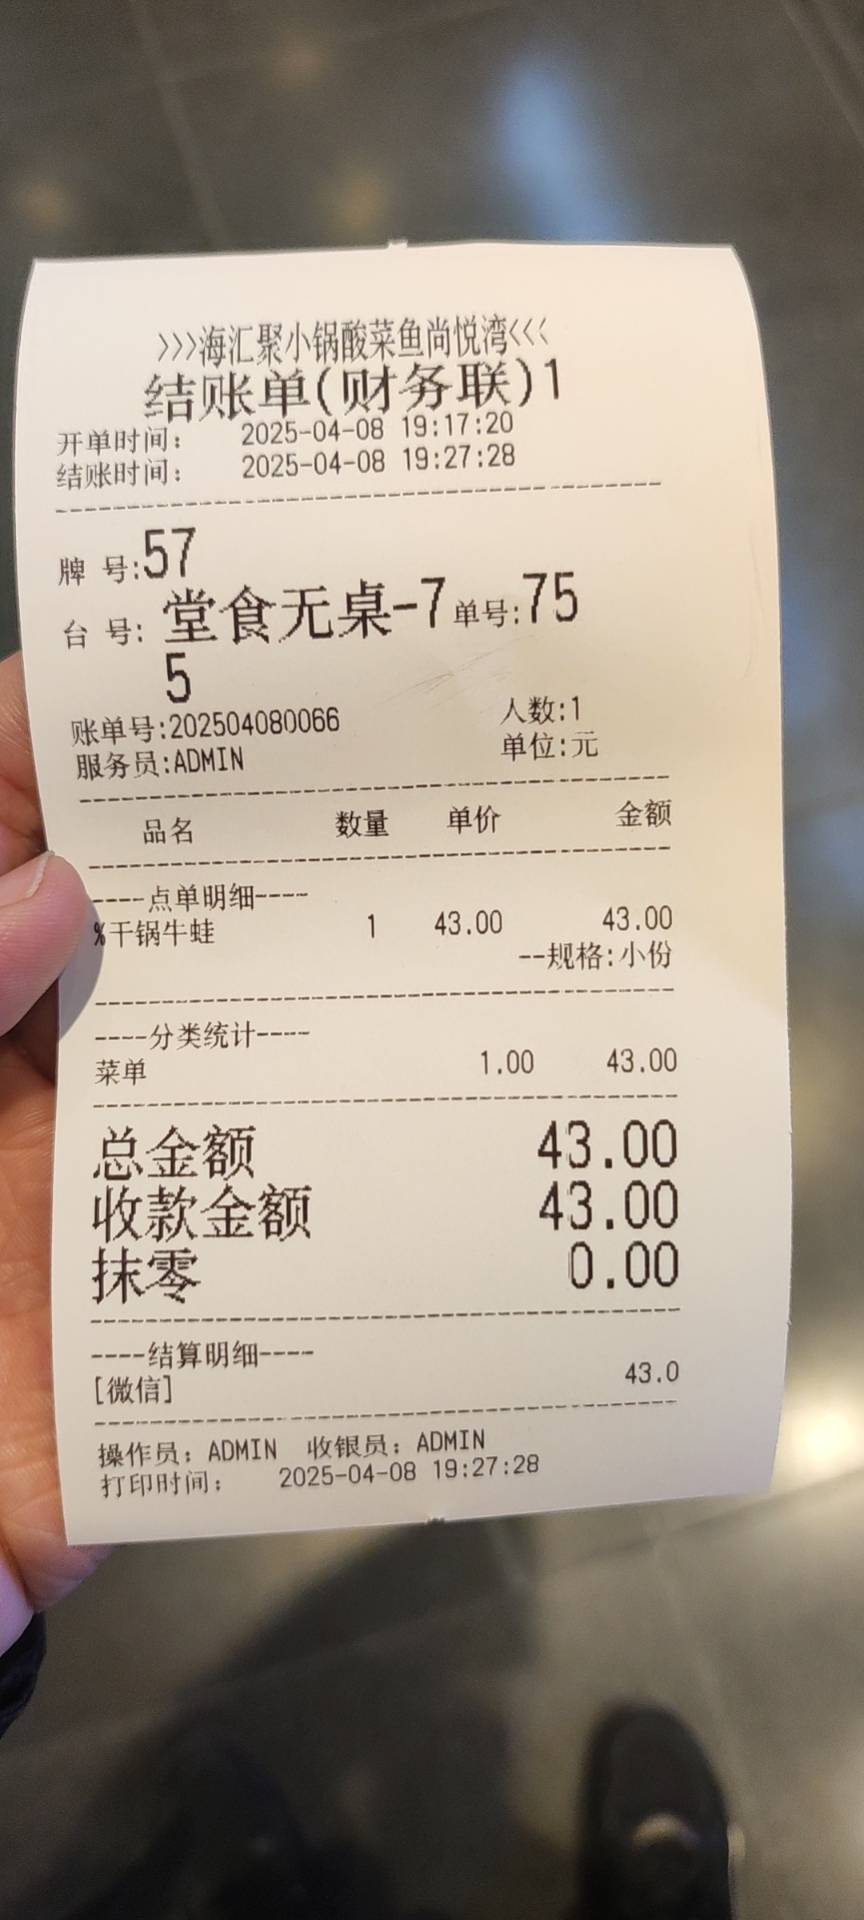 >>>海汇聚小锅酸菜鱼尚悦湾<<<
结账单(财务联)1
开单时间: 2025-04-08 19:17:20
结账时间: 2025-04-08 19:27:28
牌 号:57
台 号: 堂食无桌-7 单号:75
5
账单号:202504080066 人数:1
服务员:ADMIN 单位:元
品名 数量 单价 金额
----点单明细----
%干锅牛蛙 1 43.00 43.00
--规格:小份
----分类统计----
菜单 1.00 43.00
总金额 43.00
收款金额 43.00
抹零 0.00
----结算明细----
[微信] 43.0
操作员: ADMIN 收银员: ADMIN
打印时间: 2025-04-08 19:27:28